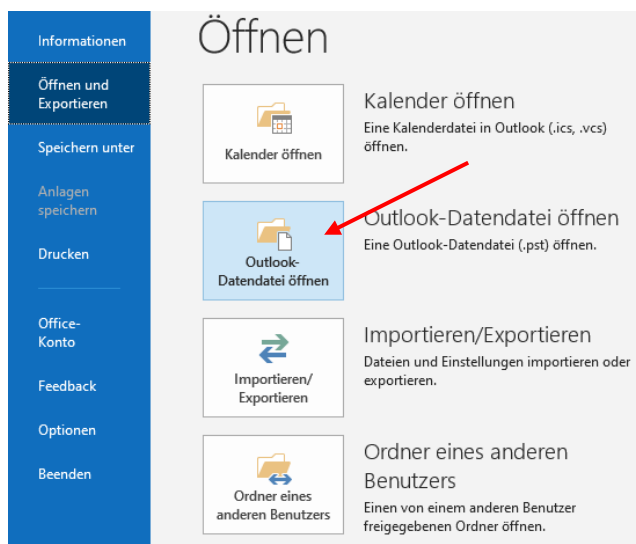 Informationen
Öffnen und
Exportieren
Speichern unter
Anlagen
speichern
Drucken
Office-
Konto
Feedback
Optionen
Beenden
Öffnen
Kalender öffnen
Kalender öffnen
Eine Kalenderdatei in Outlook (.ics, .vcs)
öffnen.
Outlook-
Datendatei öffnen
Outlook-Datendatei öffnen
Eine Outlook-Datendatei (.pst) öffnen.
Importieren/
Exportieren
Importieren/Exportieren
Dateien und Einstellungen importieren oder
exportieren.
Ordner eines
anderen Benutzers
Ordner eines anderen
Benutzers
Einen von einem anderen Benutzer
freigegebenen Ordner öffnen.